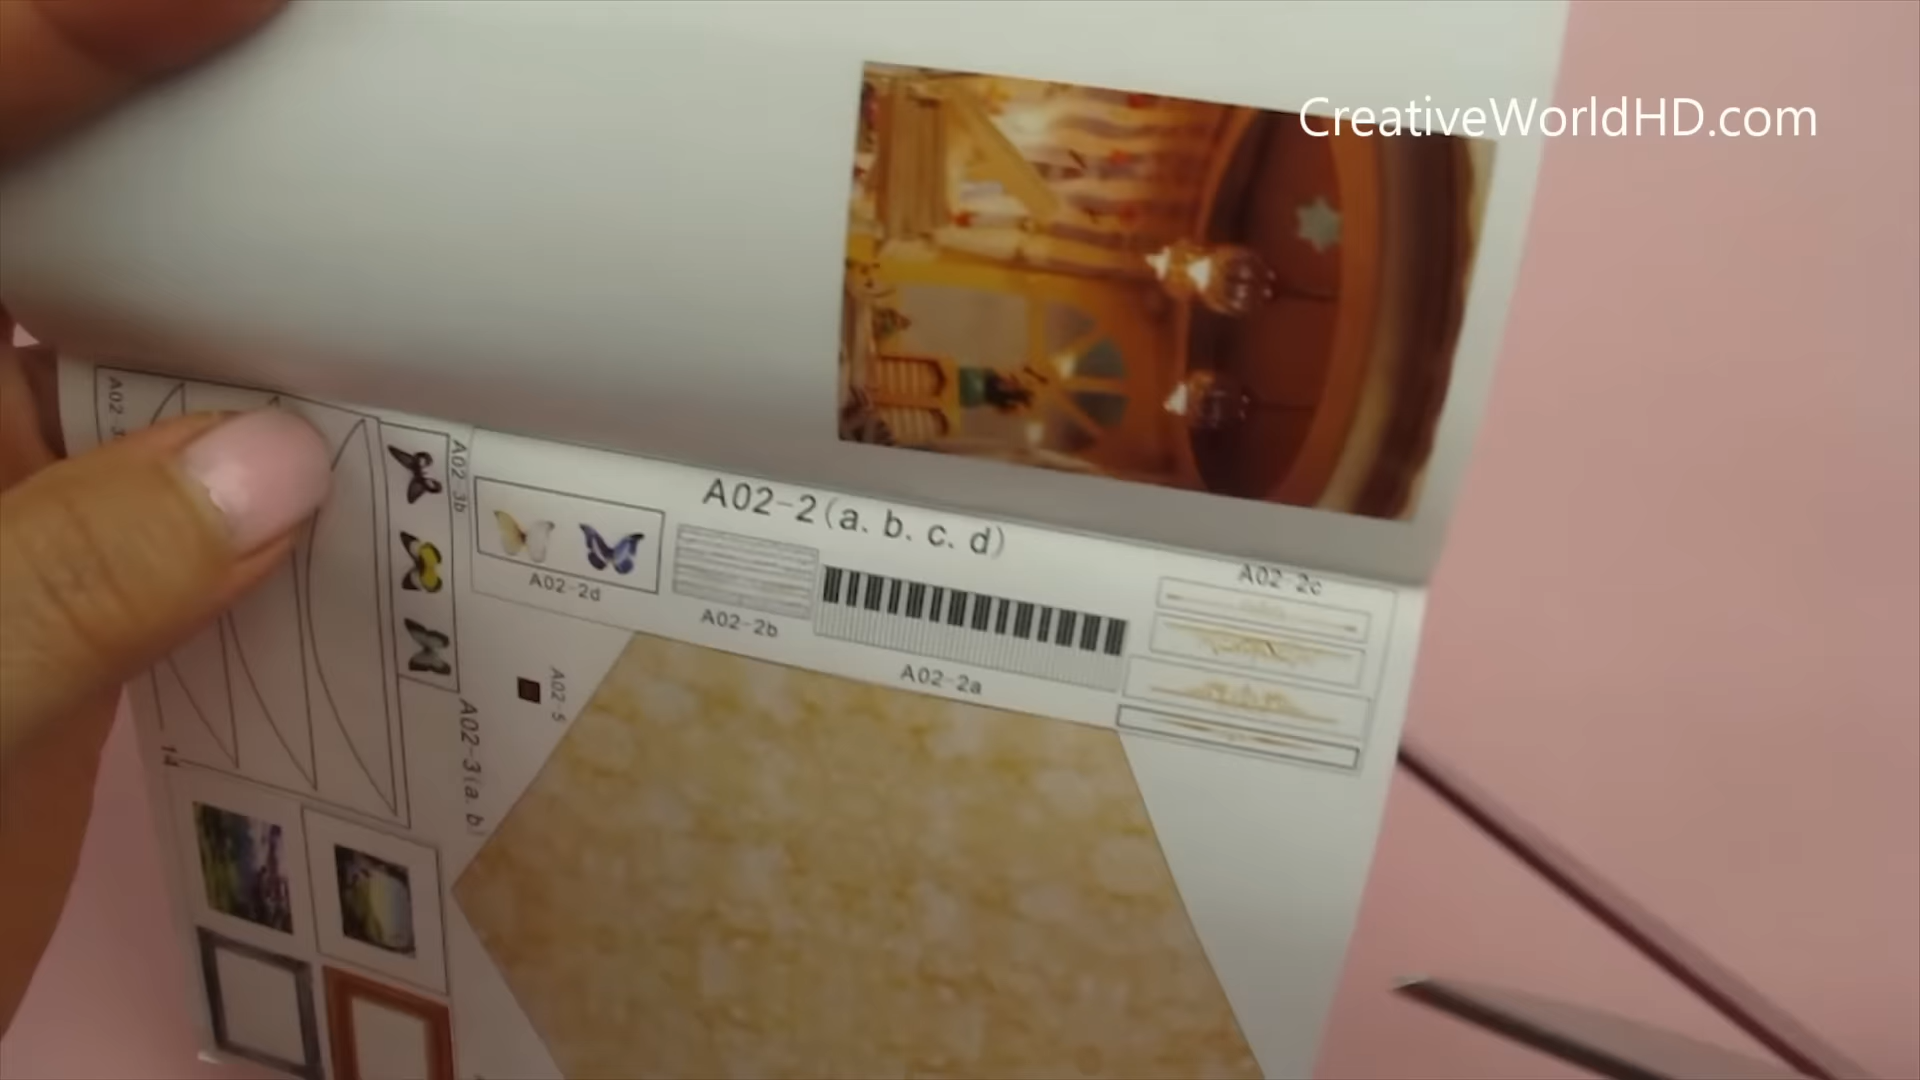 CreativeWorldHD.com
A02-2(a. b. c. d)
A02-2c
A02-2d
A02-2b
A02-2a
A02-3b
A02-5
A02-3(a. b)
14